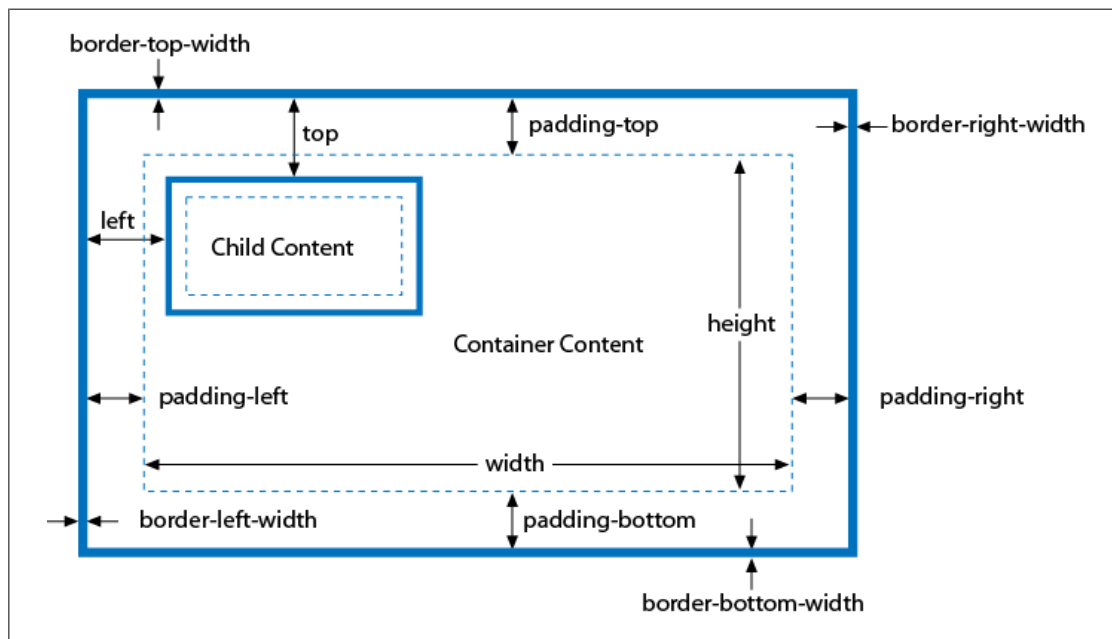 border-top-width
top
padding-top
border-right-width
left
Child Content
height
Container Content
padding-left
padding-right
width
border-left-width
padding-bottom
border-bottom-width